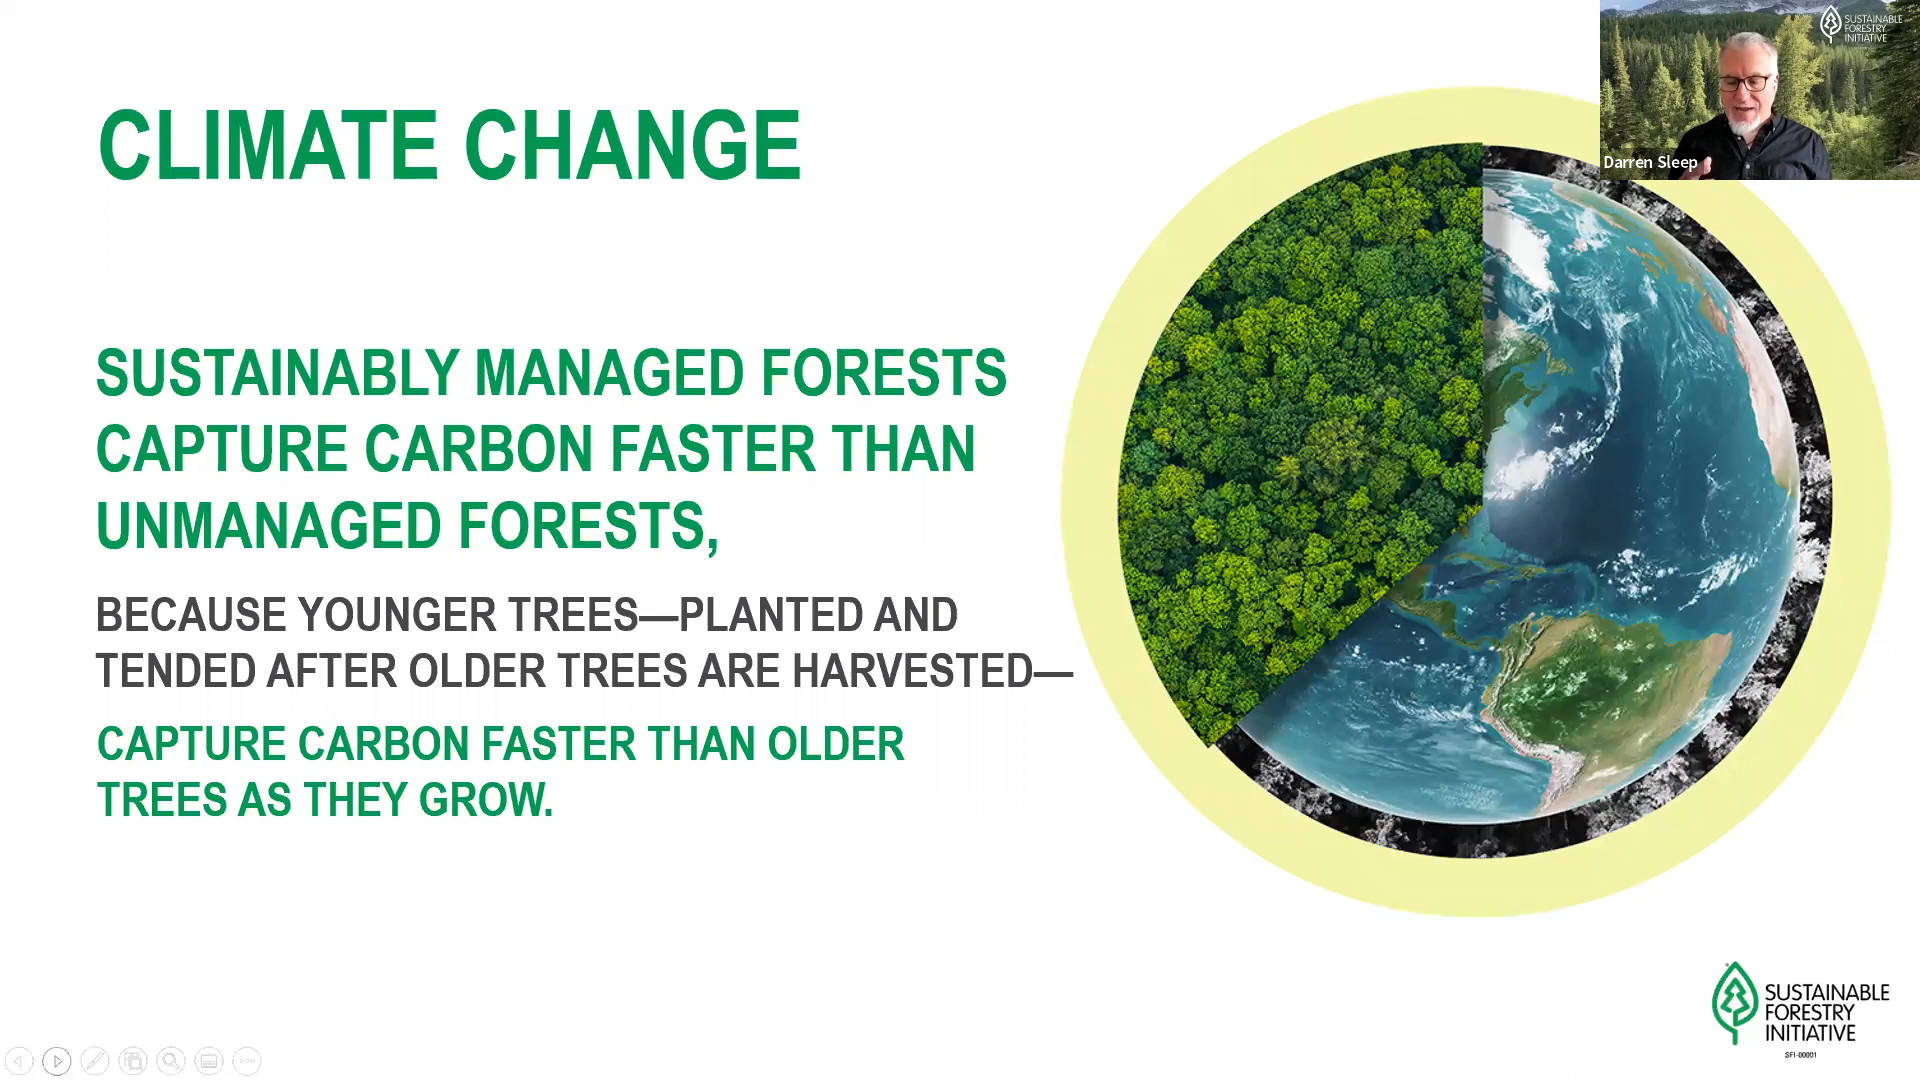 CLIMATE CHANGE
SUSTAINABLY MANAGED FORESTS
CAPTURE CARBON FASTER THAN
UNMANAGED FORESTS,
BECAUSE YOUNGER TREES—PLANTED AND
TENDED AFTER OLDER TREES ARE HARVESTED—
CAPTURE CARBON FASTER THAN OLDER
TREES AS THEY GROW.
SUSTAINABLE
FORESTRY
INITIATIVE
Darren Sleep
SUSTAINABLE
FORESTRY
INITIATIVE
SFI-00001